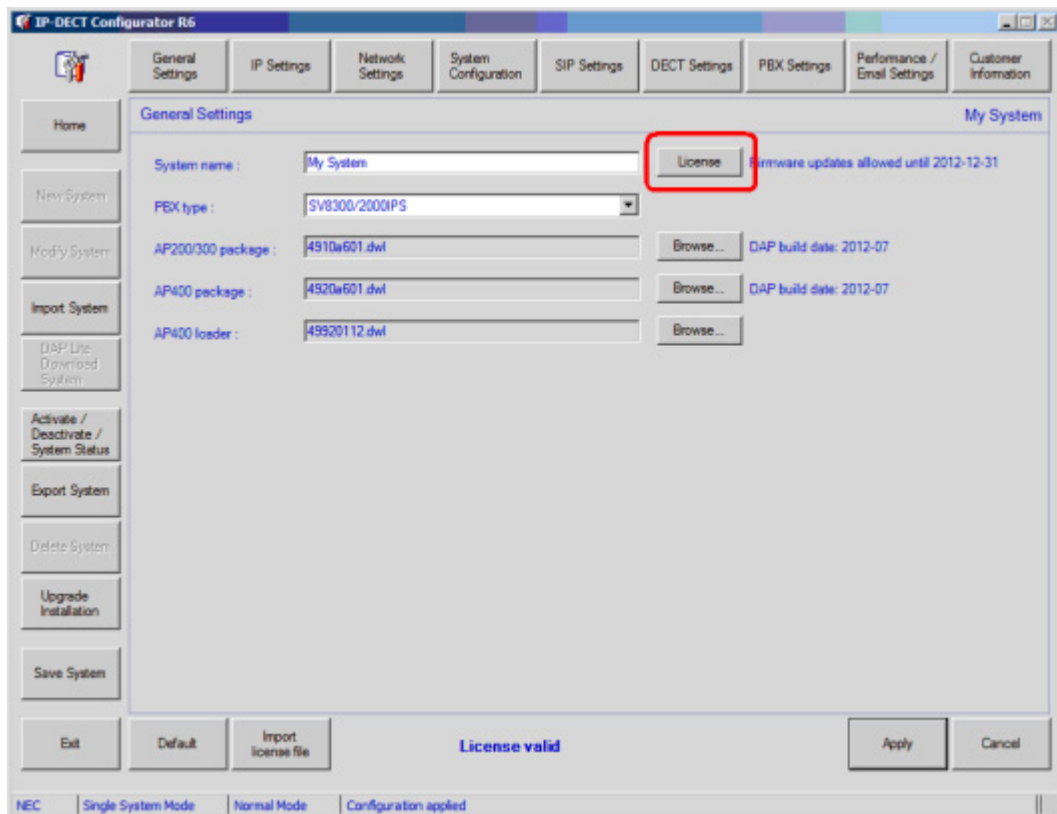 IP-DECT Configurator R6
General
Settings
IP Settings
Network
Settings
System
Configuration
SIP Settings
DECT Settings
PBX Settings
Performance /
Email Settings
Customer
Information
Home
New System
Modify System
Import System
DAP Lite
Download
System
Activate /
Deactivate /
System Status
Export System
Delete System
Upgrade
Installation
Save System
Exit
General Settings
My System
System name :
My System
License
Firmware updates allowed until 2012-12-31
PBX type :
SV8300/2000IPS
AP200/300 package :
4910a601.dwl
Browse...
DAP build date: 2012-07
AP400 package :
4920a601.dwl
Browse...
DAP build date: 2012-07
AP400 loader :
49920112.dwl
Browse...
Default
Import
license file
License valid
Apply
Cancel
NEC
Single System Mode
Normal Mode
Configuration applied